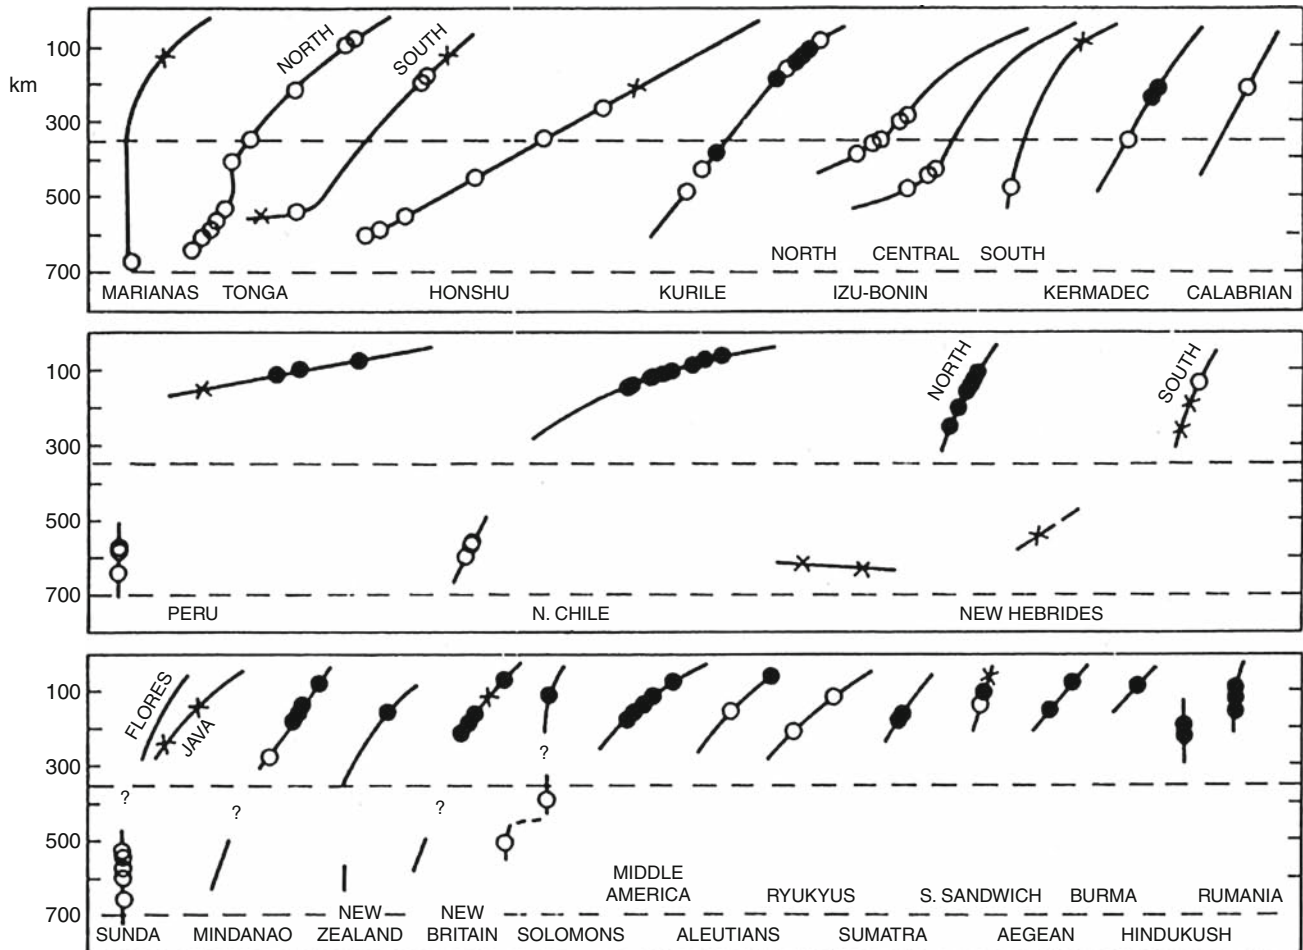 km
100
300
500
700
NORTH
SOUTH
NORTH CENTRAL SOUTH
MARIANAS TONGA HONSHU KURILE IZU-BONIN KERMADEC CALABRIAN
100
300
500
700
NORTH
SOUTH
PERU N. CHILE NEW HEBRIDES
100
300
500
700
FLORES
JAVA
?
?
?
?
MIDDLE
AMERICA RYUKYUS S. SANDWICH BURMA RUMANIA
NEW NEW
SUNDA MINDANAO ZEALAND BRITAIN SOLOMONS ALEUTIANS SUMATRA AEGEAN HINDUKUSH